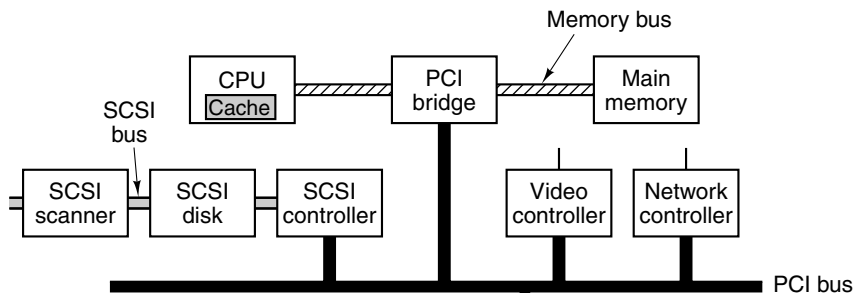 Memory bus
CPU
Cache
PCI
bridge
Main
memory
SCSI
bus
SCSI
scanner
SCSI
disk
SCSI
controller
Video
controller
Network
controller
PCI bus